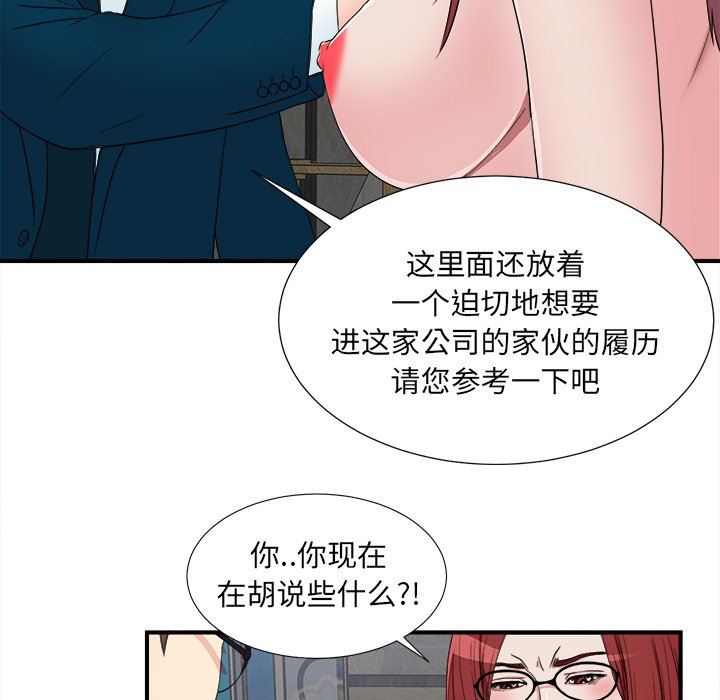 这里面还放着
一个迫切地想要
进这家公司的家伙的履历
请您参考一下吧
你..你现在
在胡说些什么?!